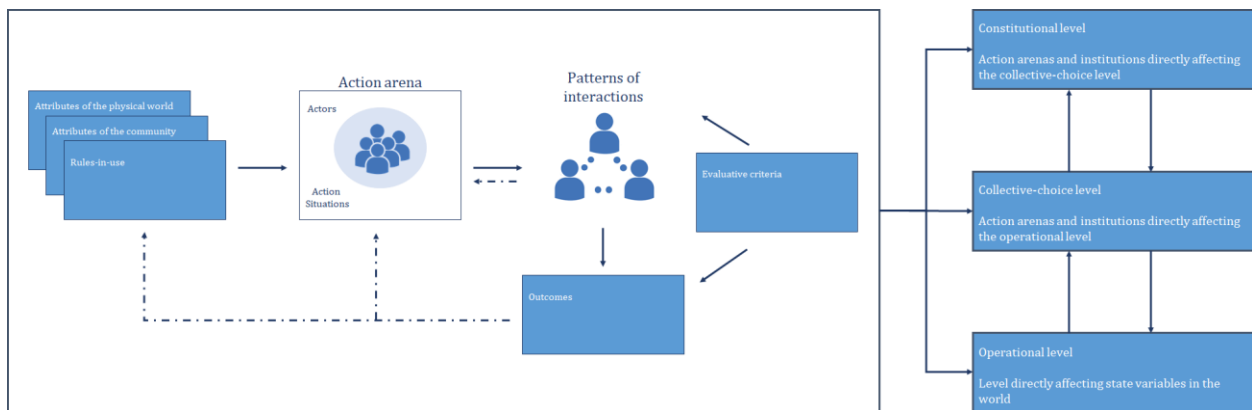 Attributes of the physical world
Attributes of the community
Rules-in-use
Action arena
Actors
Action
Situations
Patterns of
interactions
Evaluative criteria
Outcomes
Constitutional level
Action arenas and institutions directly affecting
the collective-choice level
Collective-choice level
Action arenas and institutions directly affecting
the operational level
Operational level
Level directly affecting state variables in the
world